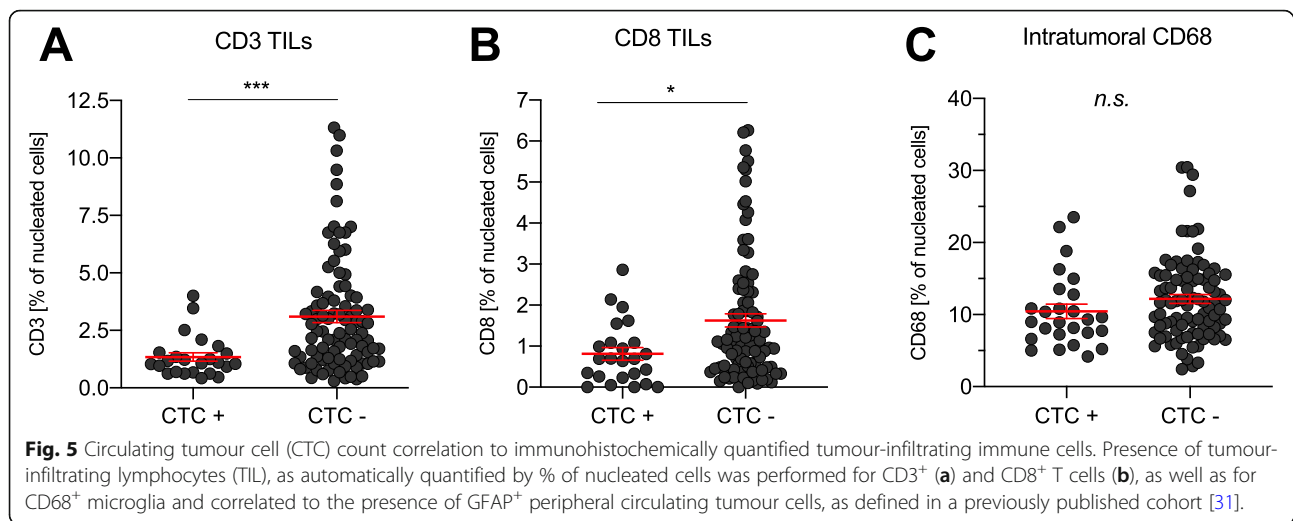 A
CD3 TILs
***
12.5
10.0
7.5
5.0
2.5
0.0
CD3 [% of nucleated cells]
CTC +
CTC -
B
CD8 TILs
*
7
6
5
4
3
2
1
0
CD8 [% of nucleated cells]
CTC +
CTC -
C
Intratumoral CD68
n.s.
40
30
20
10
0
CD68 [% of nucleated cells]
CTC +
CTC -
Fig. 5 Circulating tumour cell (CTC) count correlation to immunohistochemically quantified tumour-infiltrating immune cells. Presence of tumour-
infiltrating lymphocytes (TIL), as automatically quantified by % of nucleated cells was performed for CD3⁺ (a) and CD8⁺ T cells (b), as well as for
CD68⁺ microglia and correlated to the presence of GFAP⁺ peripheral circulating tumour cells, as defined in a previously published cohort [31].